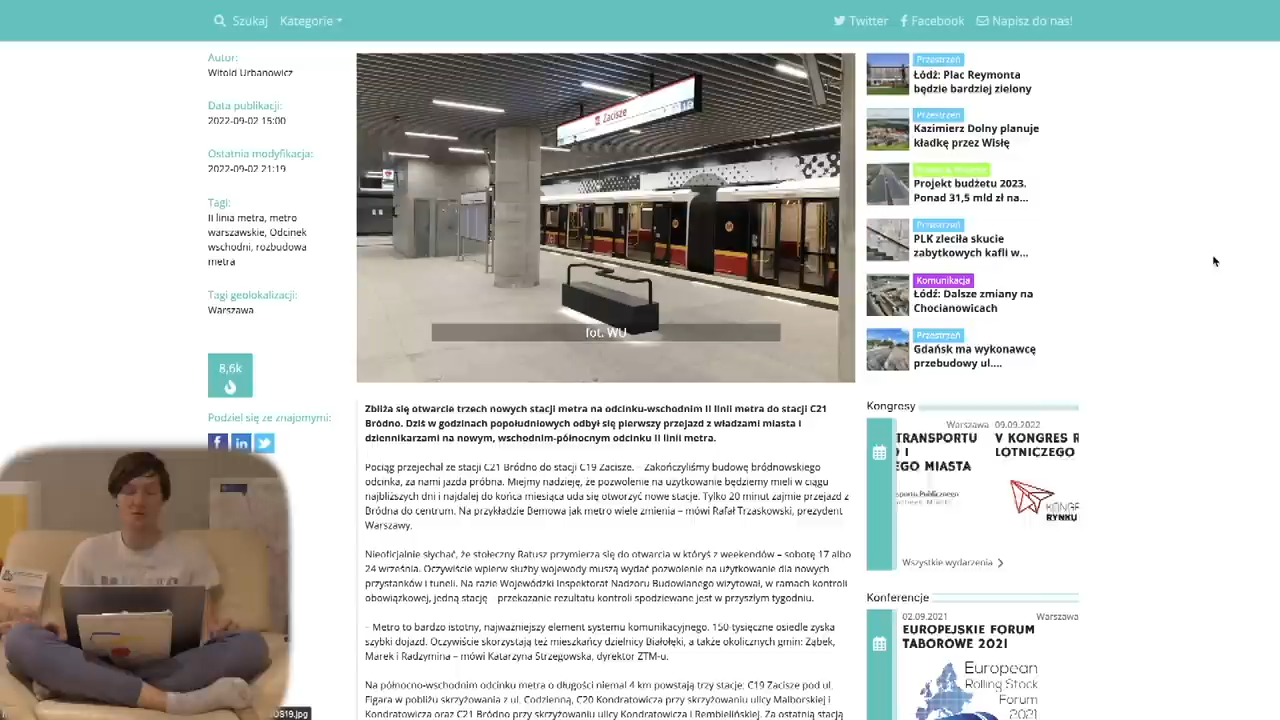 Szukaj Kategorie
Twitter Facebook Napisz do nas!
Autor:
Witold Urbanowicz
Data publikacji:
2022-09-02 15:00
Ostatnia modyfikacja:
2022-09-02 21:19
Tagi:
II linia metra, metro
warszawskie, Odcinek
wschodni, rozbudowa
metra
Tagi geolokalizacji:
Warszawa
8,6k
Podziel się ze znajomymi:
Zacisze
fot. WU
Zbliża się otwarcie trzech nowych stacji metra na odcinku wschodnim II linii metra do stacji C21
Bródno. Dziś w godzinach popołudniowych odbył się pierwszy przejazd z władzami miasta i
dziennikarzami na nowym, wschodnim-północnym odcinku II linii metra.
Pociąg przejechał ze stacji C21 Bródno do stacji C19 Zacisze. – Zakończyliśmy budowę bródnowskiego
odcinka, za nami jazda próbna. Miejmy nadzieję, że pozwolenie na użytkowanie będziemy mieli w ciągu
najbliższych dni i najdalej do końca miesiąca uda się otworzyć nowe stacje. Tylko 20 minut zajmie przejazd z
Bródna do centrum. Na przykładzie Bemowa jak metro wiele zmienia – mówi Rafał Trzaskowski, prezydent
Warszawy.
Nieoficjalnie słychać, że stołeczny Ratusz przymierza się do otwarcia w któryś z weekendów – sobotę 17 albo
24 września. Oczywiście wpierw służby wojewody muszą wydać pozwolenie na użytkowanie dla nowych
przystanków i tuneli. Na razie Wojewódzki Inspektorat Nadzoru Budowlanego wizytował, w ramach kontroli
obowiązkowej, jedną stację – przekazanie rezultatu kontroli spodziewane jest w przyszłym tygodniu.
– Metro to bardzo istotny, najważniejszy element systemu komunikacyjnego. 150-tysięczne osiedle zyska
szybki dojazd. Oczywiście skorzystają też mieszkańcy dzielnicy Białołęki, a także okolicznych gmin: Ząbek,
Marek i Radzymina – mówi Katarzyna Strzegowska, dyrektor ZTM-u.
Na północno-wschodnim odcinku metra o długości niemal 4 km powstają trzy stacje: C19 Zacisze pod ul.
Figara w pobliżu skrzyżowania z ul. Codzienną, C20 Kondratowicza przy skrzyżowaniu ulicy Malborskiej i
Kondratowicza oraz C21 Bródno przy skrzyżowaniu ulicy Kondratowicza i Rembielińskiej. Za ostatnią stacją
Przestrzeń
Łódź: Plac Reymonta
będzie bardziej zielony
Przestrzeń
Kazimierz Dolny planuje
kładkę przez Wisłę
Projekt budżetu 2023.
Ponad 31,5 mld zł na...
Przestrzeń
PLK zleciła skucie
zabytkowych kafli w...
Komunikacja
Łódź: Dalsze zmiany na
Chocianowicach
Przestrzeń
Gdańsk ma wykonawcę
przebudowy ul....
Kongresy
Warszawa 09.09.2022
TRANSPORTU
I
EGO MIASTA
V KONGRES R
LOTNICZEGO
KONG
RYNKU
Wszystkie wydarzenia
Konferencje
02.09.2021 Warszawa
EUROPEJSKIE FORUM
TABOROWE 2021
European
Rolling Stock
Forum
2021